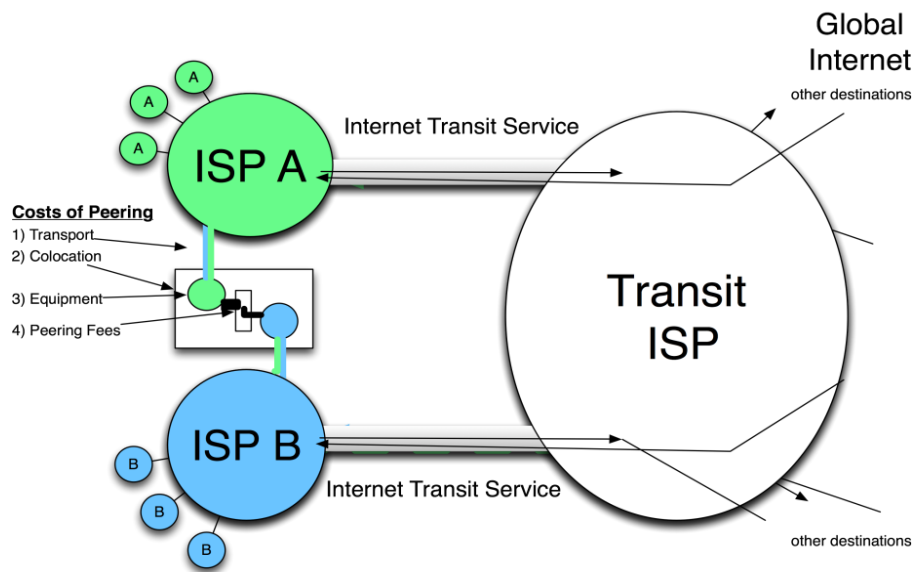 Global
Internet
other destinations
A
A
A
Internet Transit Service
ISP A
Costs of Peering
1) Transport
2) Colocation
3) Equipment
4) Peering Fees
Transit
ISP
ISP B
B
B
B
Internet Transit Service
other destinations